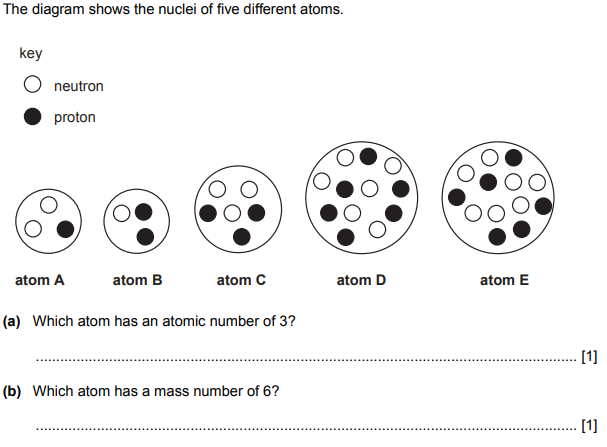 The diagram shows the nuclei of five different atoms.
key
neutron
proton
atom A atom B atom C atom D atom E
(a) Which atom has an atomic number of 3?
.......................................................................................................................................... [1]
(b) Which atom has a mass number of 6?
.......................................................................................................................................... [1]